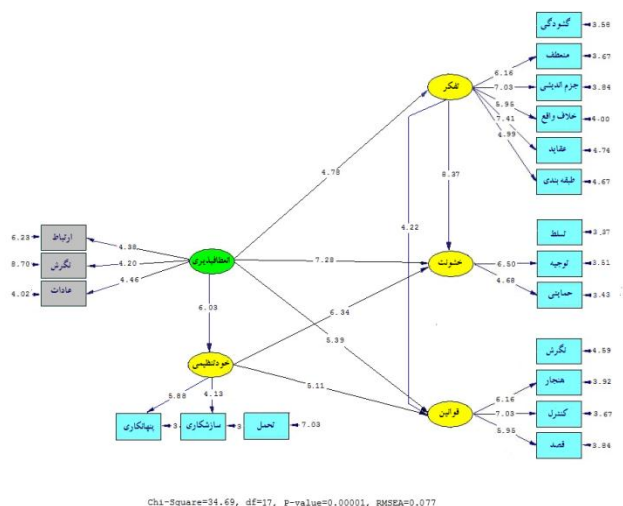 گشودگی
3.58
منعطف
3.67
6.16
تفکر
جزم اندیشی
3.84
7.03
خلاف واقع
4.00
5.95
عقاید
4.74
7.41
طبقه بندی
4.67
4.99
4.78
8.37
4.22
ارتباط
6.23
4.38
نگرش
8.70
4.20
عادات
4.02
4.46
انعطافپذیری
7.28
خشونت
تسلط
3.37
توجیه
3.51
6.50
حمایتی
3.43
4.68
6.03
6.34
5.39
خودتنظیمی
5.11
قوانین
نگرش
4.59
هنجار
3.92
6.16
کنترل
3.67
7.03
قصد
3.84
5.95
5.88
4.13
پنهانکاری
سازشکاری
تحمل
7.03
Chi-Square=34.69, df=17, P-value=0.00001, RMSEA=0.077